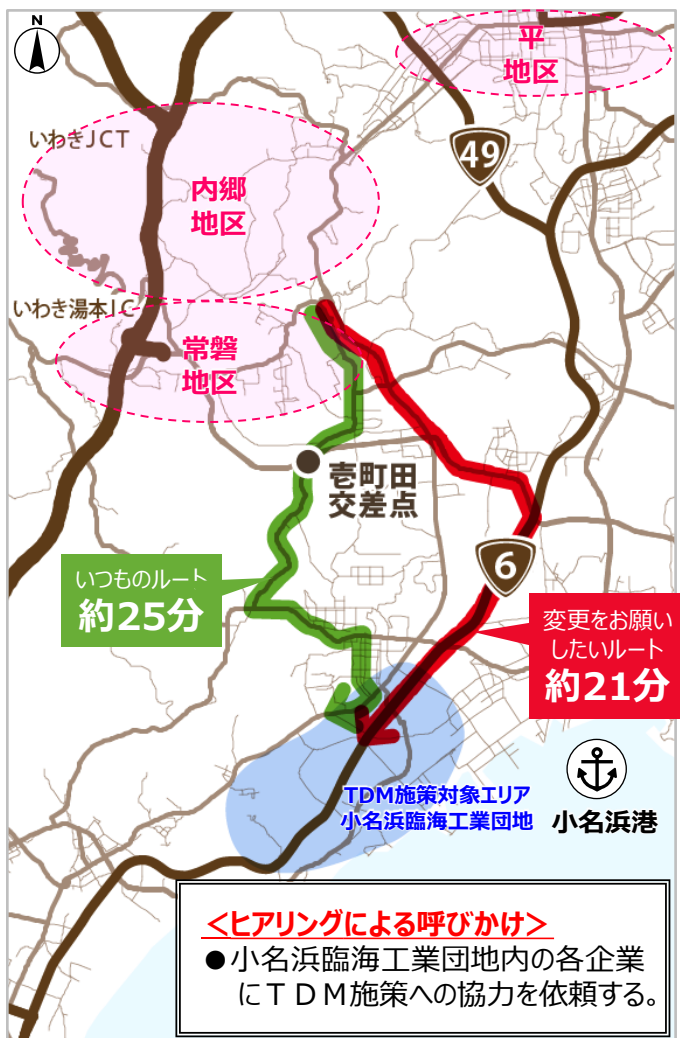 N
平
地区
49
いわきJCT
内郷
地区
いわき湯本IC
常磐
地区
壱町田
交差点
6
いつものルート
約25分
変更をお願い
したいルート
約21分
TDM施策対象エリア
小名浜臨海工業団地
小名浜港
<ヒアリングによる呼びかけ>
●小名浜臨海工業団地内の各企業
にＴＤＭ施策への協力を依頼する。